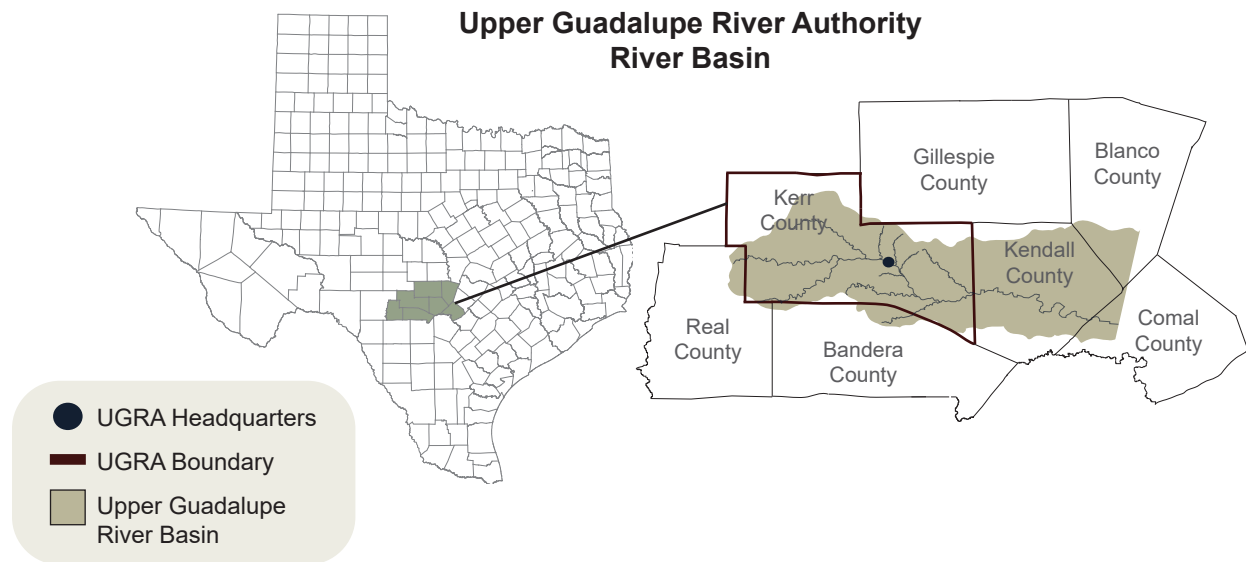 Upper Guadalupe River Authority
River Basin
Gillespie
County
Blanco
County
Kerr
County
Kendall
County
Real
County
Bandera
County
Comal
County
UGRA Headquarters
UGRA Boundary
Upper Guadalupe
River Basin